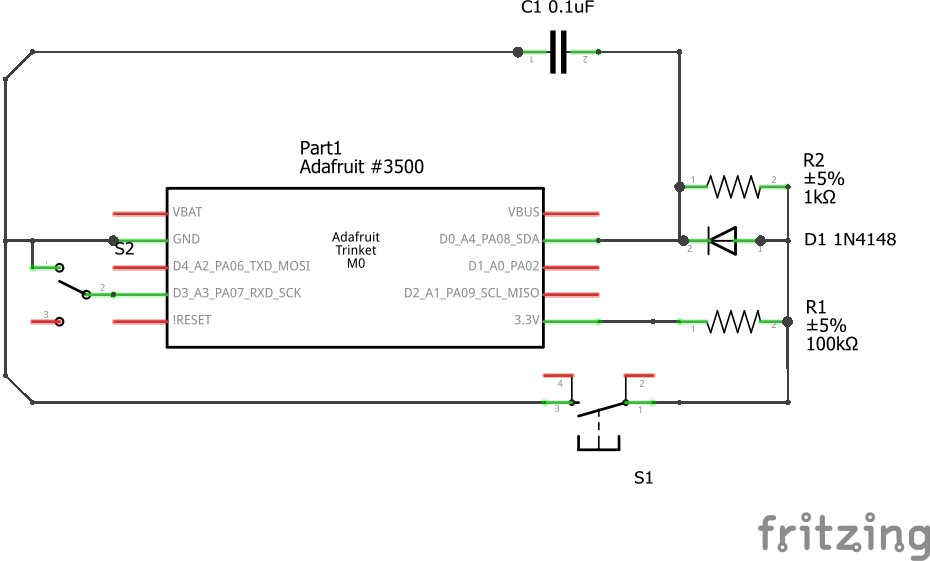 C1 0.1uF
1
2
Part1
Adafruit #3500
R2
±5%
1kΩ
1
2
VBAT
VBUS
GND
S2
Adafruit
Trinket
M0
D0_A4_PA08_SDA
2
1
D1 1N4148
1
D4_A2_PA06_TXD_MOSI
D1_A0_PA02
2
D3_A3_PA07_RXD_SCK
D2_A1_PA09_SCL_MISO
3
!RESET
3.3V
1
2
R1
±5%
100kΩ
4
2
3
1
S1
fritzing